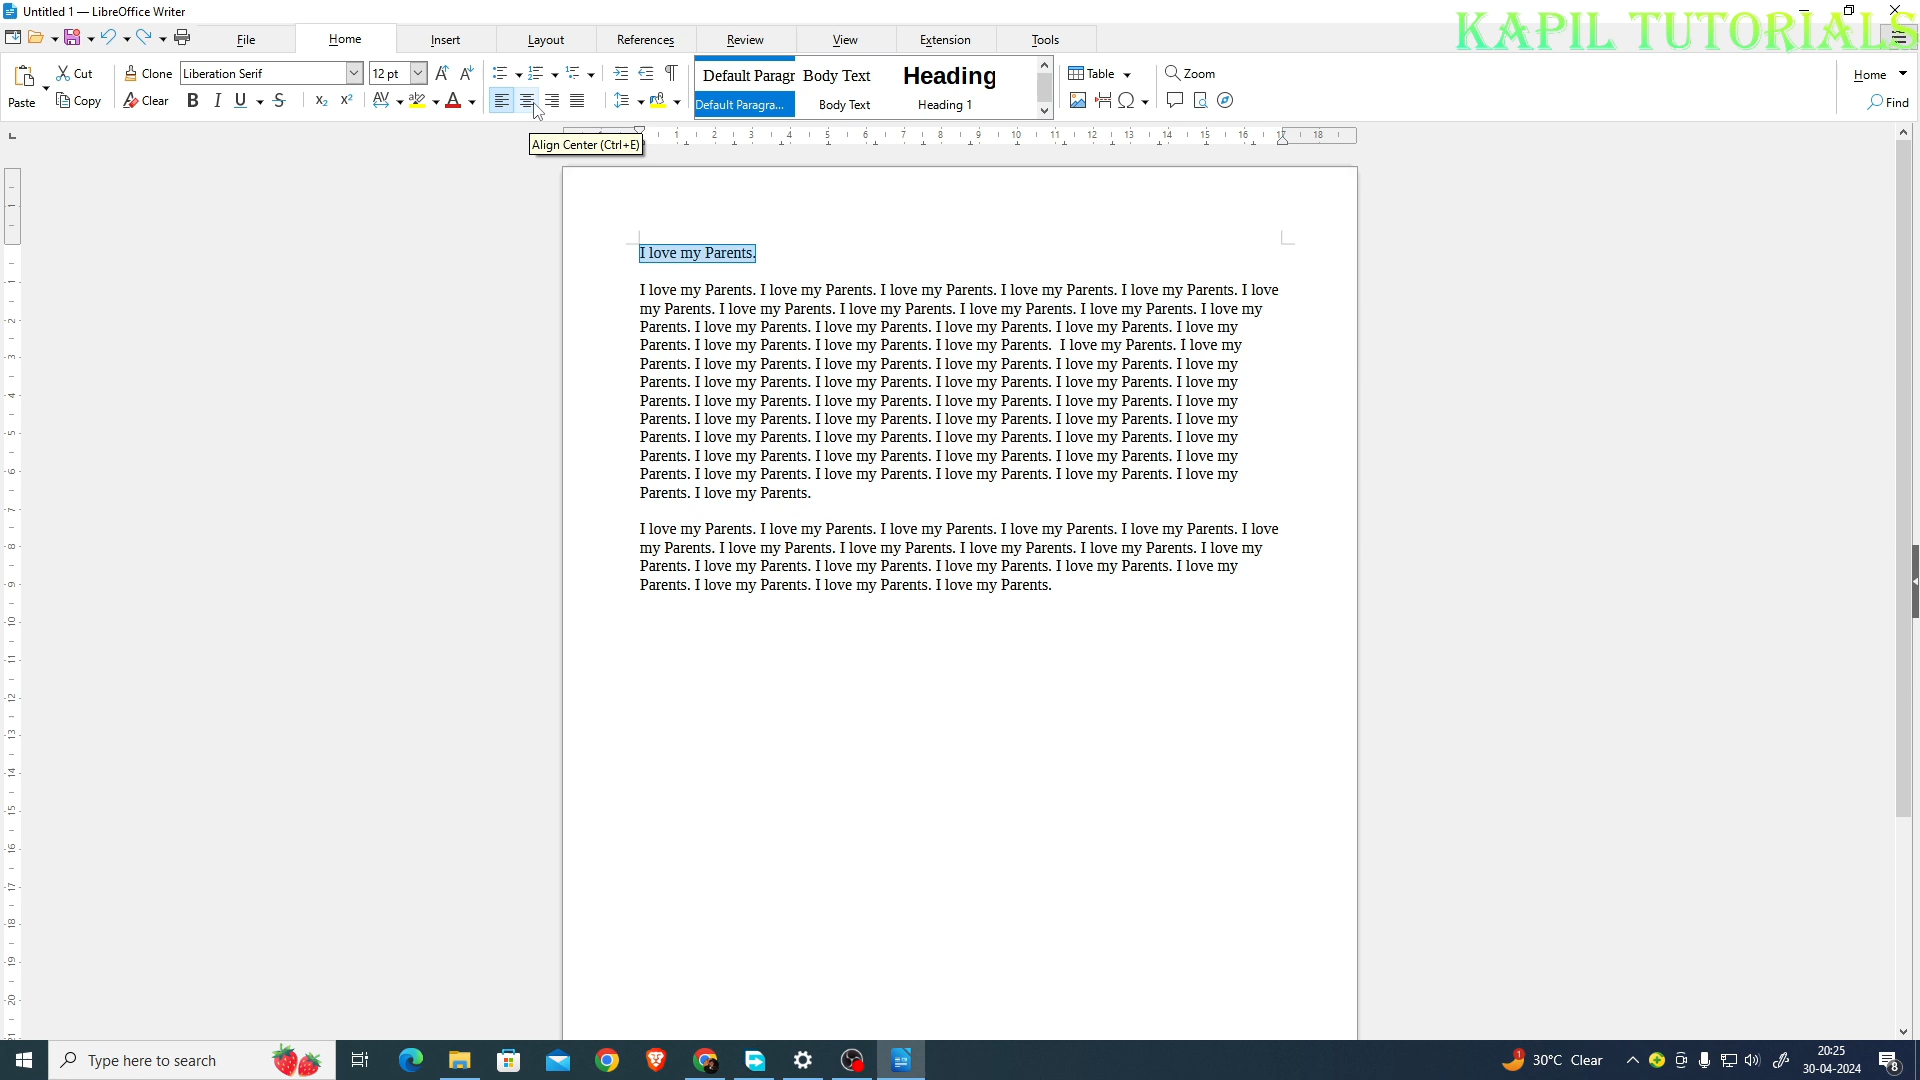 Untitled 1 — LibreOffice Writer
KAPIL TUTORIALS
File Home Insert Layout References Review View Extension Tools
Paste Cut Copy Clone Clear Liberation Serif 12 pt
Default Paragr Body Text Heading
Default Paragra... Body Text Heading 1
Table Zoom Home Find
Align Center (Ctrl+E)
I love my Parents.
I love my Parents. I love my Parents. I love my Parents. I love my Parents. I love my Parents. I love
my Parents. I love my Parents. I love my Parents. I love my Parents. I love my Parents. I love my
Parents. I love my Parents. I love my Parents. I love my Parents. I love my Parents. I love my
Parents. I love my Parents. I love my Parents. I love my Parents.  I love my Parents. I love my
Parents. I love my Parents. I love my Parents. I love my Parents. I love my Parents. I love my
Parents. I love my Parents. I love my Parents. I love my Parents. I love my Parents. I love my
Parents. I love my Parents. I love my Parents. I love my Parents. I love my Parents. I love my
Parents. I love my Parents. I love my Parents. I love my Parents. I love my Parents. I love my
Parents. I love my Parents. I love my Parents. I love my Parents. I love my Parents. I love my
Parents. I love my Parents. I love my Parents. I love my Parents. I love my Parents. I love my
Parents. I love my Parents. I love my Parents. I love my Parents. I love my Parents. I love my
Parents. I love my Parents.
I love my Parents. I love my Parents. I love my Parents. I love my Parents. I love my Parents. I love
my Parents. I love my Parents. I love my Parents. I love my Parents. I love my Parents. I love my
Parents. I love my Parents. I love my Parents. I love my Parents. I love my Parents. I love my
Parents. I love my Parents. I love my Parents. I love my Parents.
Type here to search
30°C Clear
20:25
30-04-2024
8